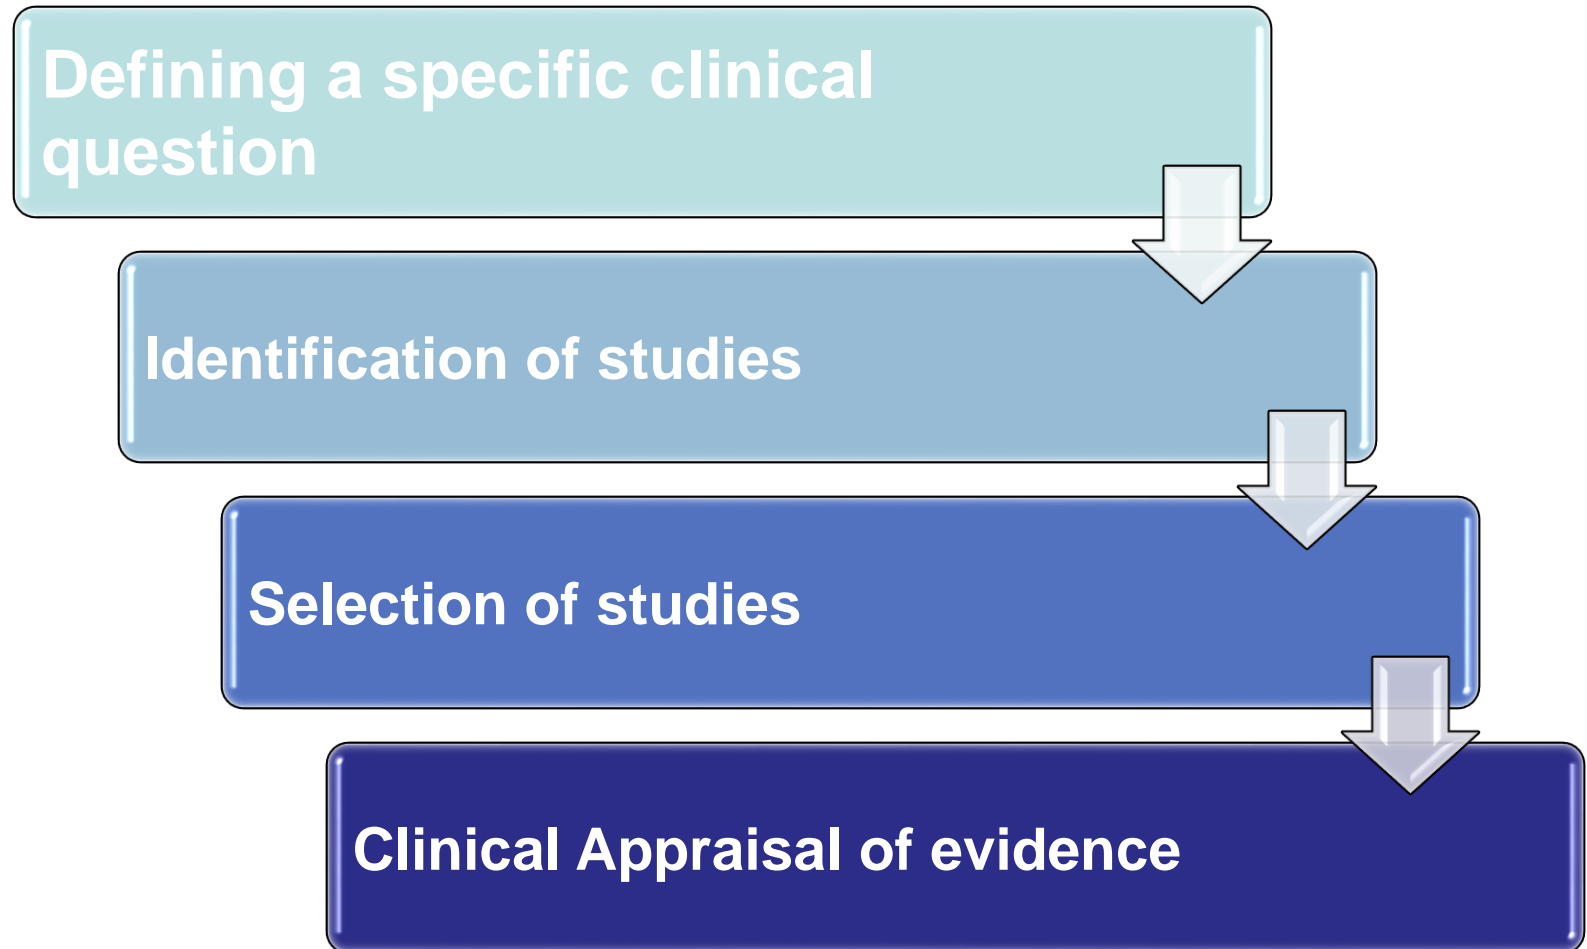 Defining a specific clinical
question
Identification of studies
Selection of studies
Clinical Appraisal of evidence